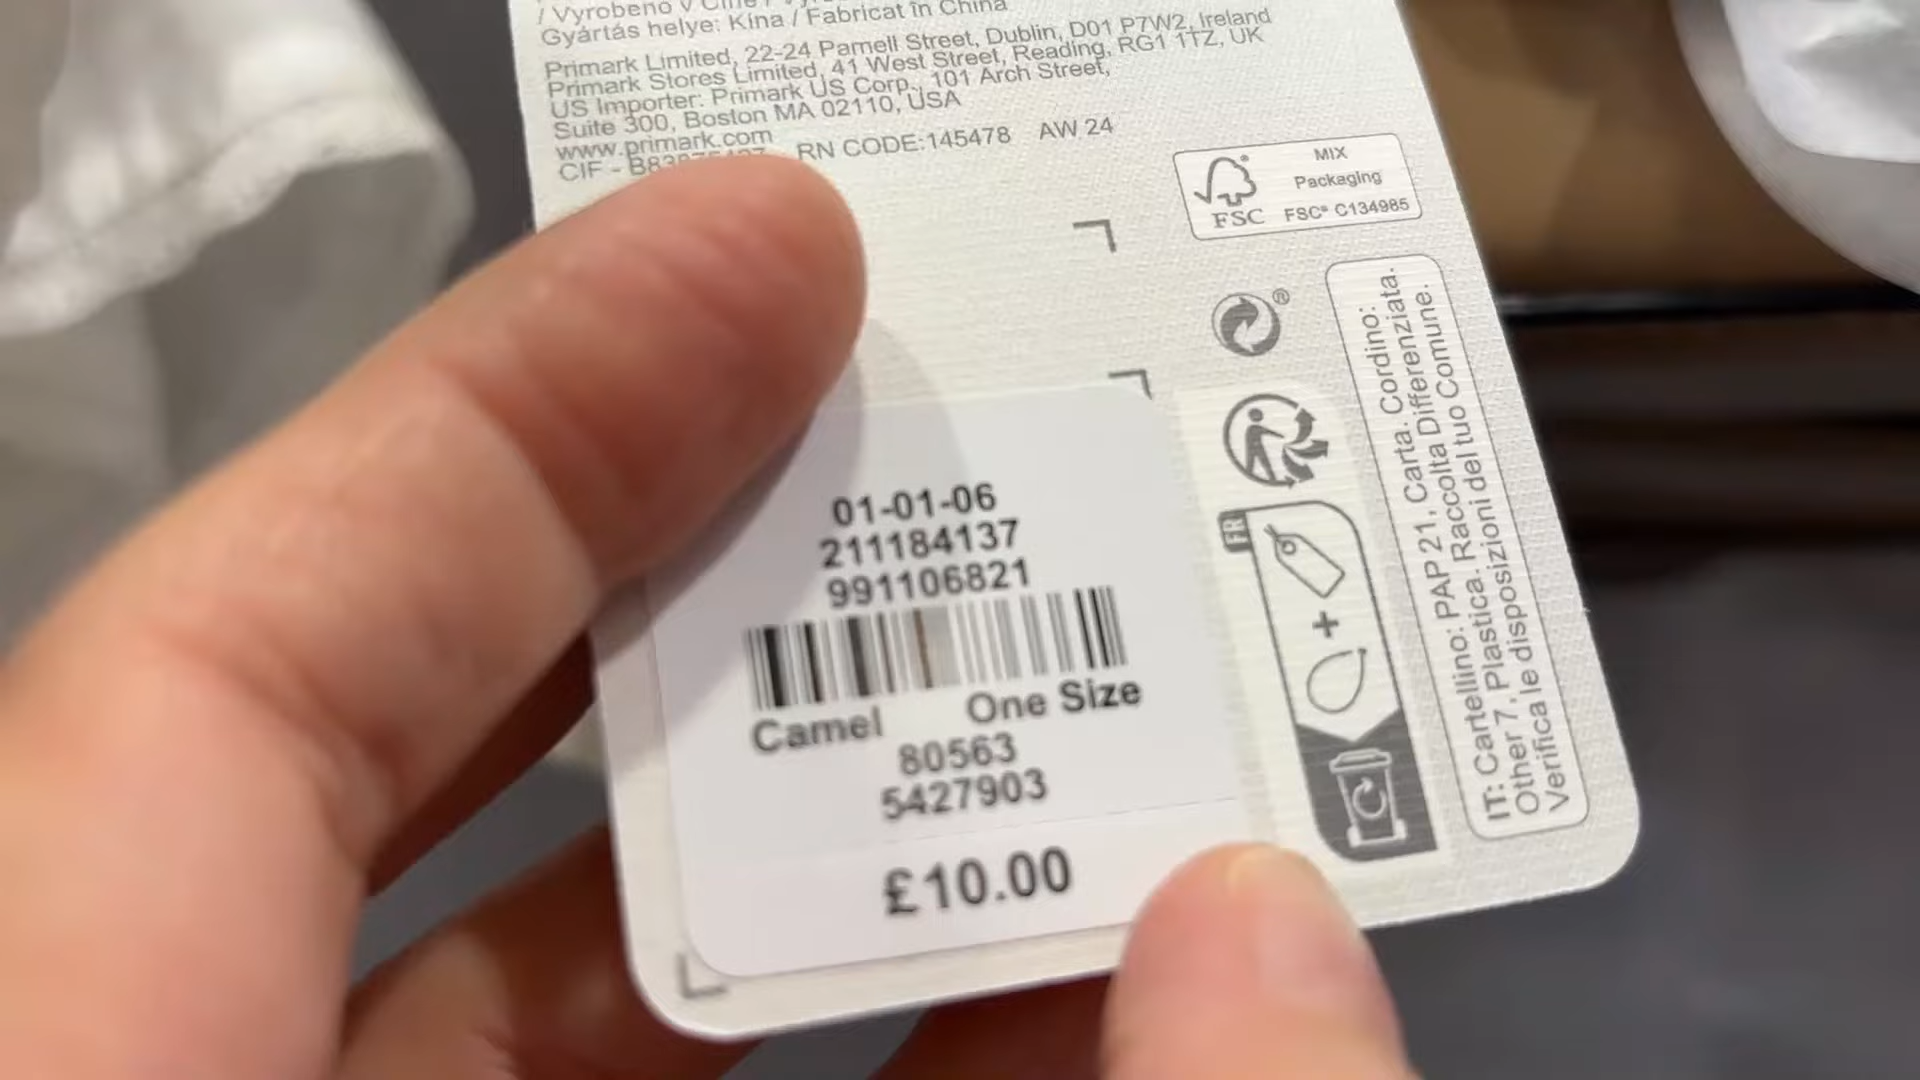 / Vyrobeno v Číně /
Gyártás helye: Kína / Fabricat în China
Primark Limited, 22-24 Parnell Street, Dublin, D01 P7W2, Ireland
Primark Stores Limited, 41 West Street, Reading, RG1 1TZ, UK
US Importer: Primark US Corp., 101 Arch Street,
Suite 300, Boston MA 02110, USA
www.primark.com
CIF - RN CODE:145478 AW 24
MIX
Packaging
FSC FSC® C134985
®
FR
+
01-01-06
211184137
991106821
Camel One Size
80563
5427903
£10.00
IT: Cartellino: PAP 21, Carta. Cordino:
Other 7, Plastica. Raccolta Differenziata.
Verifica le disposizioni del tuo Comune.